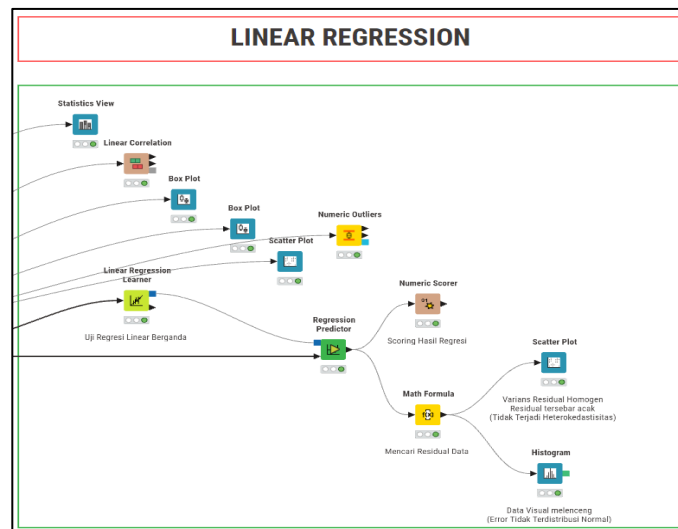 LINEAR REGRESSION
Statistics View
Linear Correlation
Box Plot
Box Plot
Numeric Outliers
Scatter Plot
Linear Regression
Learner
Uji Regresi Linear Berganda
Regression
Predictor
Numeric Scorer
Scoring Hasil Regresi
Math Formula
Mencari Residual Data
Scatter Plot
Varians Residual Homogen
Residual tersebar acak
(Tidak Terjadi Heterokedastisitas)
Histogram
Data Visual melenceng
(Error Tidak Terdistribusi Normal)